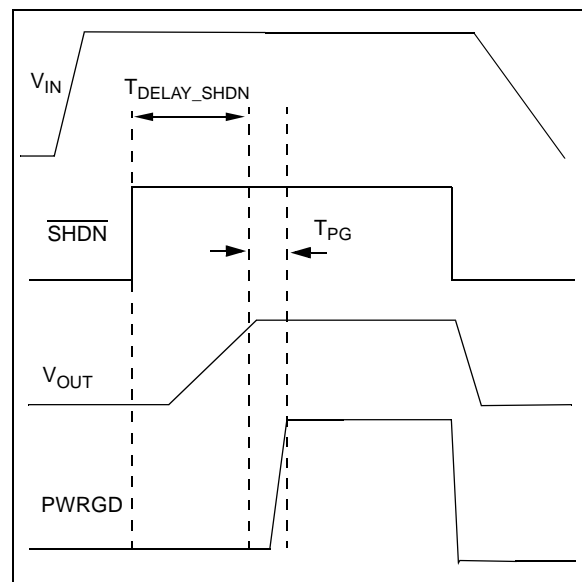 V_IN
T_DELAY_SHDN
SHDN
T_PG
V_OUT
PWRGD